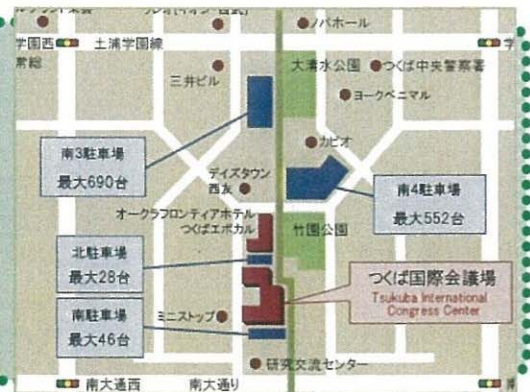 ノバホール
学園西
土浦学園線
常総
三井ビル
大清水公園
つくば中央警察署
ヨークベニマル
カピオ
南3駐車場
最大690台
デイズタウン
西友
南4駐車場
最大552台
オークラフロンティアホテル
つくばエポカル
竹園公園
北駐車場
最大28台
つくば国際会議場
Tsukuba International
Congress Center
南駐車場
最大46台
ミニストップ
研究交流センター
南大通西
南大通り